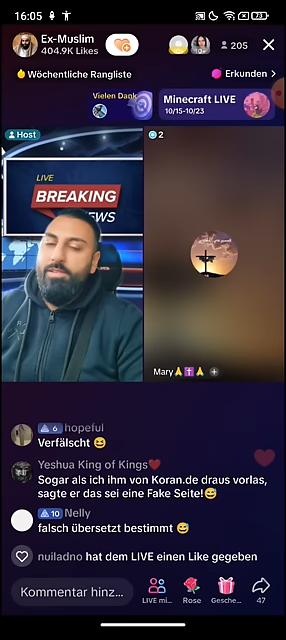 16:05
73
Ex-Muslim
404.9K Likes
205
Wöchentliche Rangliste
Erkunden >
Vielen Dank
Minecraft LIVE
10/15-10/23
Host
2
LIVE
BREAKING
NEWS
Mary🙏✝️🙏 +
6 hopeful
Verfälscht 😆
Yeshua King of Kings❤️
Sogar als ich ihm von Koran.de draus vorlas,
sagte er das sei eine Fake Seite!😅
10 Nelly
falsch übersetzt bestimmt 😅
nuiladno hat dem LIVE einen Like gegeben
Kommentar hinz...
LIVE mi...
Rose
Gesche...
47